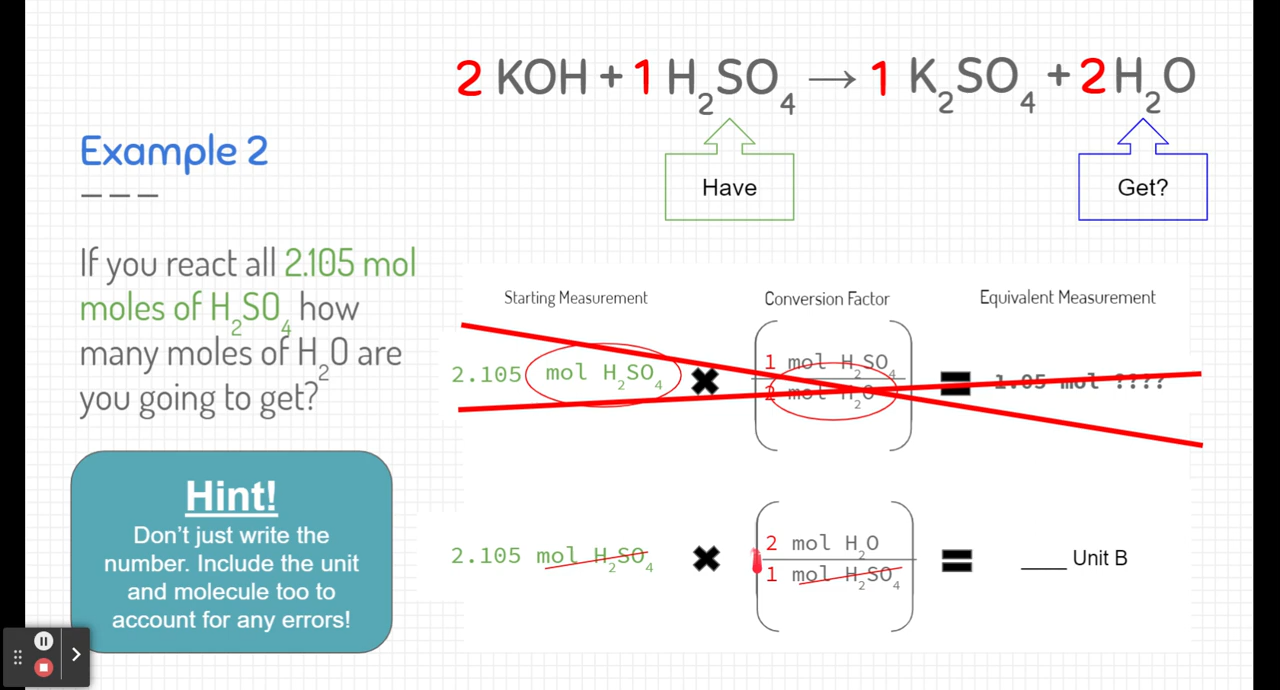 2 KOH + 1 H₂SO₄ → 1 K₂SO₄ + 2 H₂O
Have
Get?
Example 2
If you react all 2.105 mol
moles of H₂SO₄ how
many moles of H₂O are
you going to get?
Hint!
Don't just write the
number. Include the unit
and molecule too to
account for any errors!
Starting Measurement Conversion Factor Equivalent Measurement
1 mol H₂SO₄
2.105 mol H₂SO₄ ✖ = 1.05 mol ????
2 mol H₂O
2 mol H₂O
2.105 mol H₂SO₄ ✖ = ____ Unit B
1 mol H₂SO₄